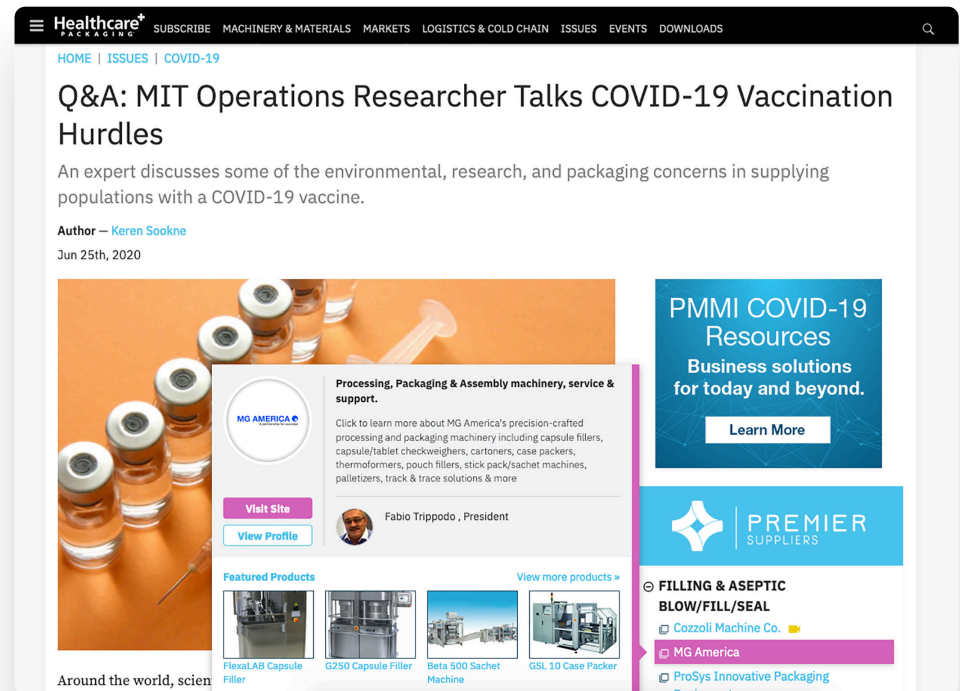 Healthcare+
PACKAGING
SUBSCRIBE MACHINERY & MATERIALS MARKETS LOGISTICS & COLD CHAIN ISSUES EVENTS DOWNLOADS
HOME | ISSUES | COVID-19
Q&A: MIT Operations Researcher Talks COVID-19 Vaccination
Hurdles
An expert discusses some of the environmental, research, and packaging concerns in supplying
populations with a COVID-19 vaccine.
Author — Keren Sookne
Jun 25th, 2020
PMMI COVID-19
Resources
Business solutions
for today and beyond.
Learn More
MG AMERICA
A partnership for success
Visit Site
View Profile
Processing, Packaging & Assembly machinery, service &
support.
Click to learn more about MG America's precision-crafted
processing and packaging machinery including capsule fillers,
capsule/tablet checkweighers, cartoners, case packers,
thermoformers, pouch fillers, stick pack/sachet machines,
palletizers, track & trace solutions & more
Fabio Trippodo , President
Featured Products
View more products »
FlexaLAB Capsule
Filler
G250 Capsule Filler
Beta 500 Sachet
Machine
GSL 10 Case Packer
PREMIER
SUPPLIERS
FILLING & ASEPTIC
BLOW/FILL/SEAL
Cozzoli Machine Co.
MG America
ProSys Innovative Packaging
Around the world, scien